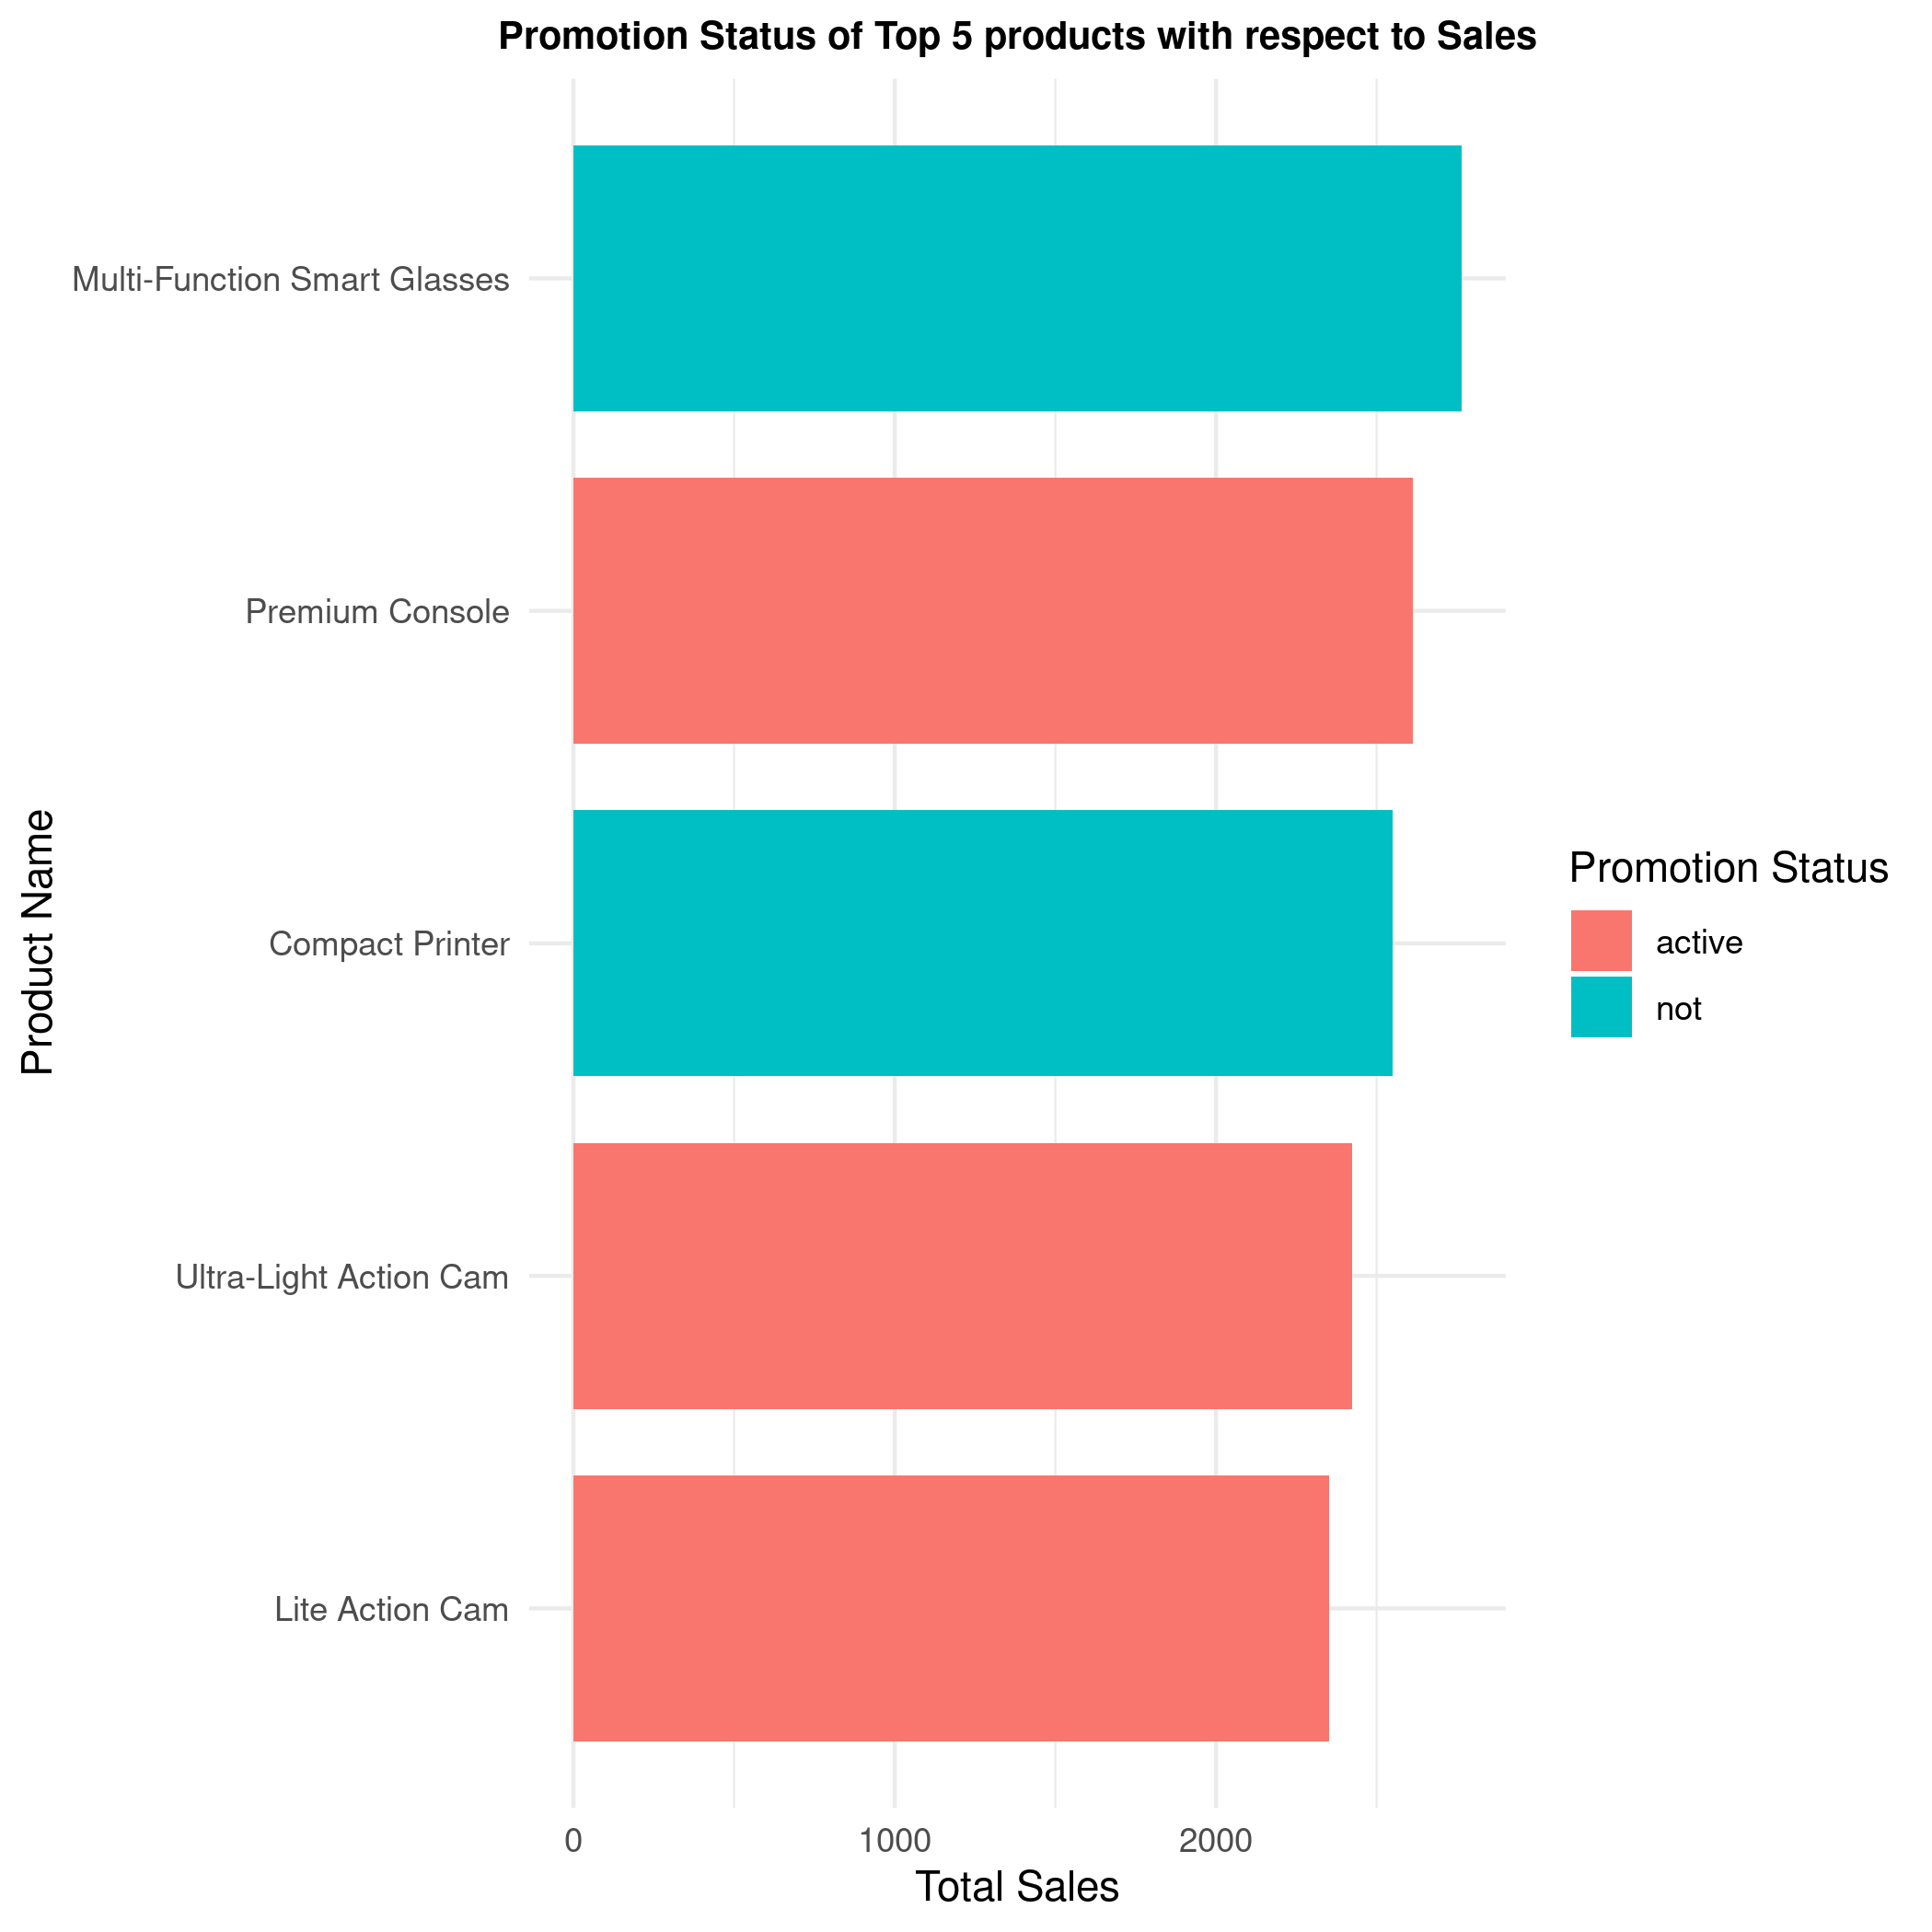 Promotion Status of Top 5 products with respect to Sales
Multi-Function Smart Glasses
Premium Console
Compact Printer
Ultra-Light Action Cam
Lite Action Cam
Product Name
0 1000 2000
Total Sales
Promotion Status
active
not